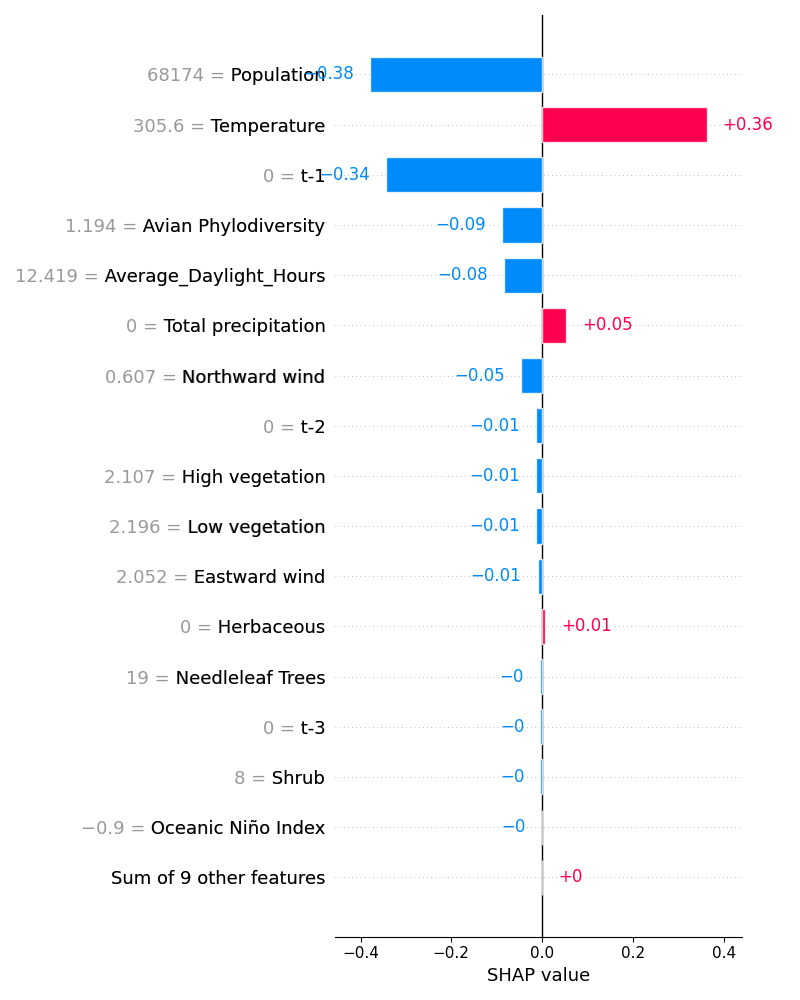 68174 = Population −0.38
305.6 = Temperature +0.36
0 = t-1 −0.34
1.194 = Avian Phylodiversity −0.09
12.419 = Average_Daylight_Hours −0.08
0 = Total precipitation +0.05
0.607 = Northward wind −0.05
0 = t-2 −0.01
2.107 = High vegetation −0.01
2.196 = Low vegetation −0.01
2.052 = Eastward wind −0.01
0 = Herbaceous +0.01
19 = Needleleaf Trees −0
0 = t-3 −0
8 = Shrub −0
−0.9 = Oceanic Niño Index −0
Sum of 9 other features +0
−0.4 −0.2 0.0 0.2 0.4
SHAP value